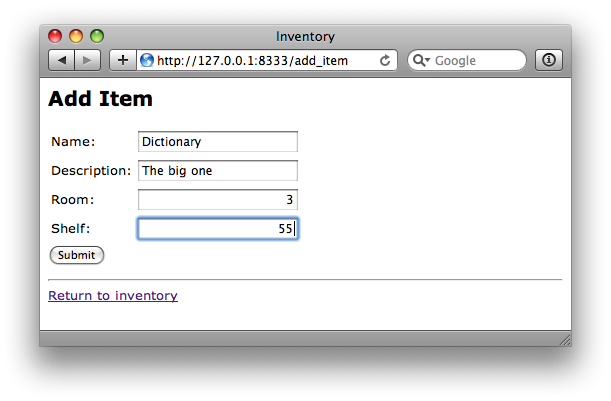 Inventory
http://127.0.0.1:8333/add_item
Google
Add Item
Name: Dictionary
Description: The big one
Room: 3
Shelf: 55
Submit
Return to inventory